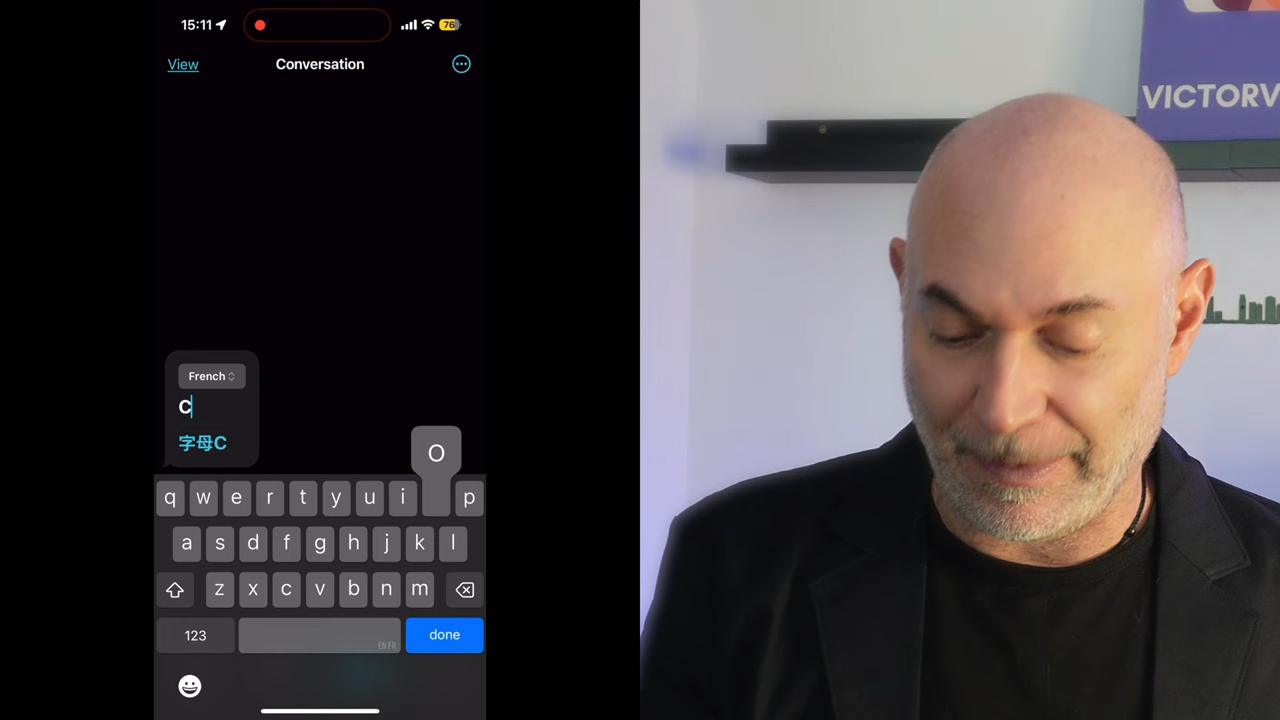 15:11
76
View
Conversation
French
C
字母C
O
q w e r t y u i p
a s d f g h j k l
z x c v b n m
123
EN FR
done
VICTORV